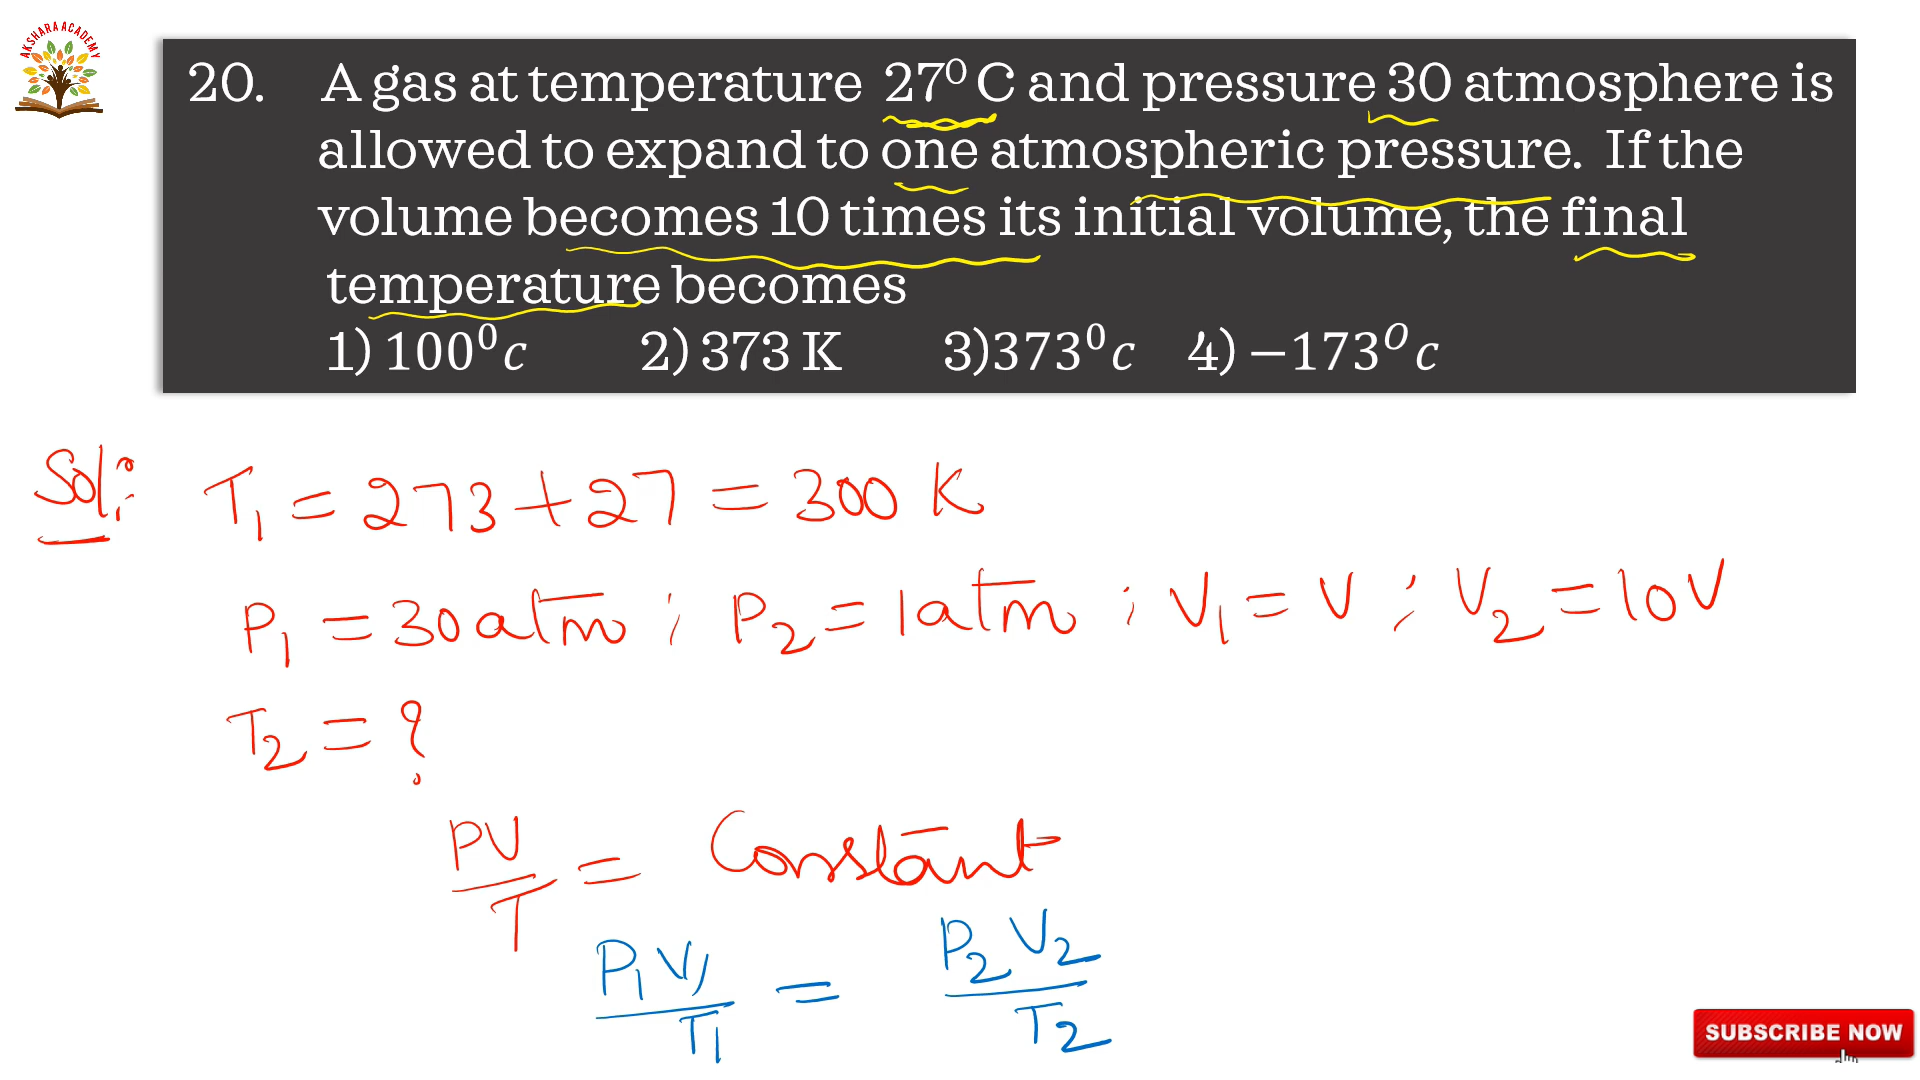 AKSHARA ACADEMY
20. A gas at temperature 27⁰ C and pressure 30 atmosphere is
allowed to expand to one atmospheric pressure. If the
volume becomes 10 times its initial volume, the final
temperature becomes
1) 100⁰c 2) 373 K 3)373⁰c 4) −173ᴼc
Sol: T₁ = 273 + 27 = 300 K
P₁ = 30 atm ; P₂ = 1 atm ; V₁ = V ; V₂ = 10V
T₂ = ?
PV/T = Constant
P₁V₁/T₁ = P₂V₂/T₂
SUBSCRIBE NOW